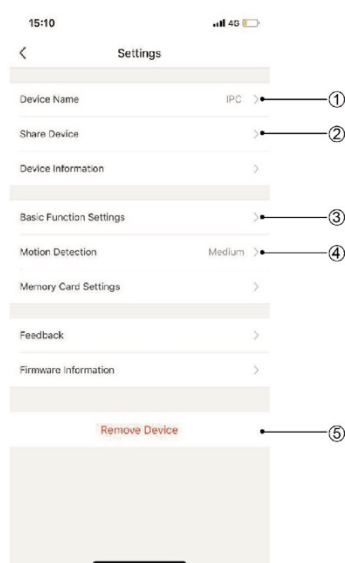 15:10 4G
Settings
Device Name IPC ①
Share Device ②
Device Information
Basic Function Settings ③
Motion Detection Medium ④
Memory Card Settings
Feedback
Firmware Information
Remove Device ⑤